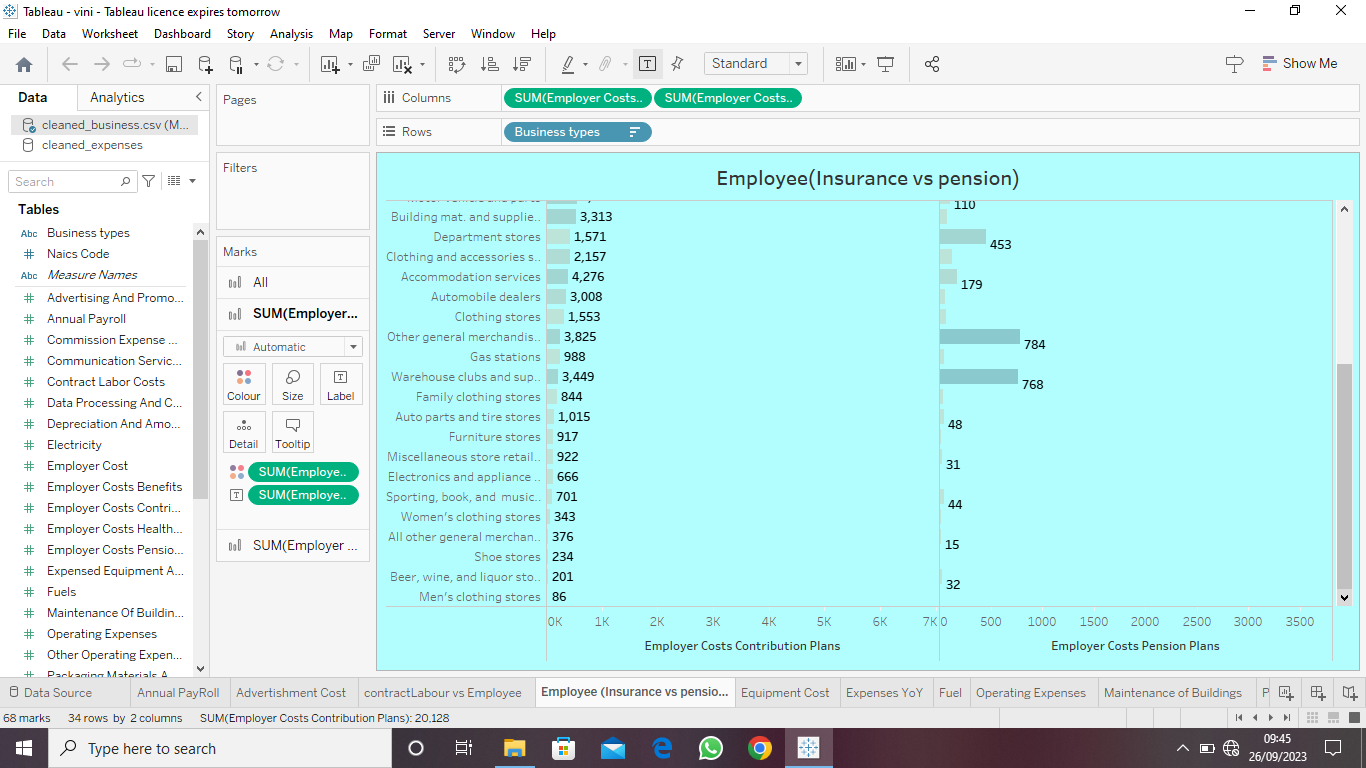 Tableau - vini - Tableau licence expires tomorrow
File Data Worksheet Dashboard Story Analysis Map Format Server Window Help
Standard
Show Me
Data Analytics
cleaned_business.csv (M...
cleaned_expenses
Search
Tables
Abc Business types
# Naics Code
Abc Measure Names
# Advertising And Promo...
# Annual Payroll
# Commission Expense ...
# Communication Servic...
# Contract Labor Costs
# Data Processing And C...
# Depreciation And Amo...
# Electricity
# Employer Cost
# Employer Costs Benefits
# Employer Costs Contri...
# Employer Costs Health...
# Employer Costs Pensio...
# Expensed Equipment A...
# Fuels
# Maintenance Of Buildin...
# Operating Expenses
# Other Operating Expen...
# Packaging Materials A
Pages
Filters
Marks
All
SUM(Employer...
Automatic
Colour Size Label
Detail Tooltip
SUM(Employe..
SUM(Employe..
SUM(Employer ...
Columns SUM(Employer Costs.. SUM(Employer Costs..
Rows Business types
Employee(Insurance vs pension)
Motor vehicle and parts
110
Building mat. and supplie.. 3,313
Department stores 1,571
453
Clothing and accessories s.. 2,157
Accommodation services 4,276
179
Automobile dealers 3,008
Clothing stores 1,553
Other general merchandis.. 3,825
784
Gas stations 988
Warehouse clubs and sup.. 3,449
768
Family clothing stores 844
Auto parts and tire stores 1,015
48
Furniture stores 917
Miscellaneous store retail.. 922
31
Electronics and appliance .. 666
Sporting, book, and music.. 701
44
Women's clothing stores 343
All other general merchan.. 376
15
Shoe stores 234
Beer, wine, and liquor sto.. 201
32
Men's clothing stores 86
0K 1K 2K 3K 4K 5K 6K 7K 0 500 1000 1500 2000 2500 3000 3500
Employer Costs Contribution Plans Employer Costs Pension Plans
Data Source Annual PayRoll Advertishment Cost contractLabour vs Employee Employee (Insurance vs pensio... Equipment Cost Expenses YoY Fuel Operating Expenses Maintenance of Buildings P
68 marks 34 rows by 2 columns SUM(Employer Costs Contribution Plans): 20,128
Type here to search
09:45
26/09/2023